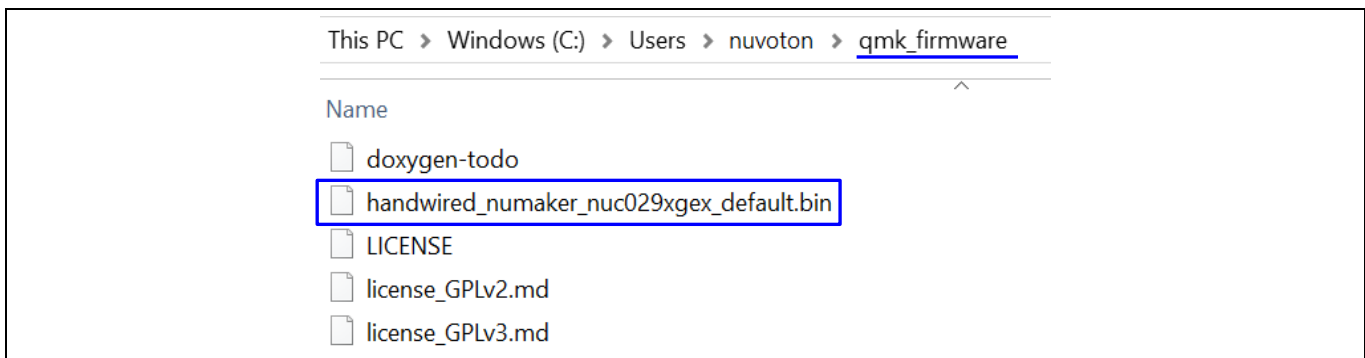 This PC > Windows (C:) > Users > nuvoton > qmk_firmware
Name
doxygen-todo
handwired_numaker_nuc029xgex_default.bin
LICENSE
license_GPLv2.md
license_GPLv3.md